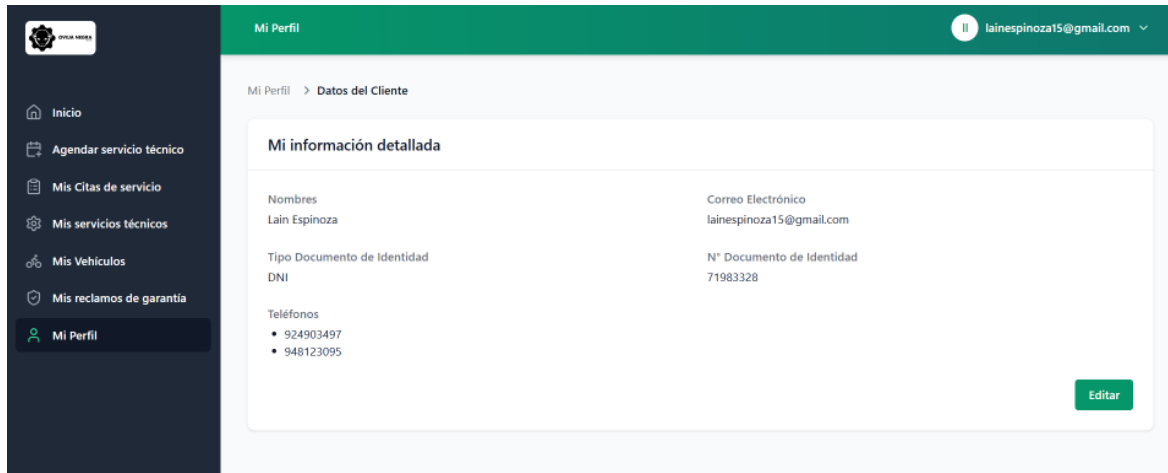 OVEJA NEGRA
Mi Perfil
lainespinoza15@gmail.com
Inicio
Agendar servicio técnico
Mis Citas de servicio
Mis servicios técnicos
Mis Vehículos
Mis reclamos de garantía
Mi Perfil
Mi Perfil > Datos del Cliente
Mi información detallada
Nombres
Lain Espinoza
Correo Electrónico
lainespinoza15@gmail.com
Tipo Documento de Identidad
DNI
N° Documento de Identidad
71983328
Teléfonos
• 924903497
• 948123095
Editar